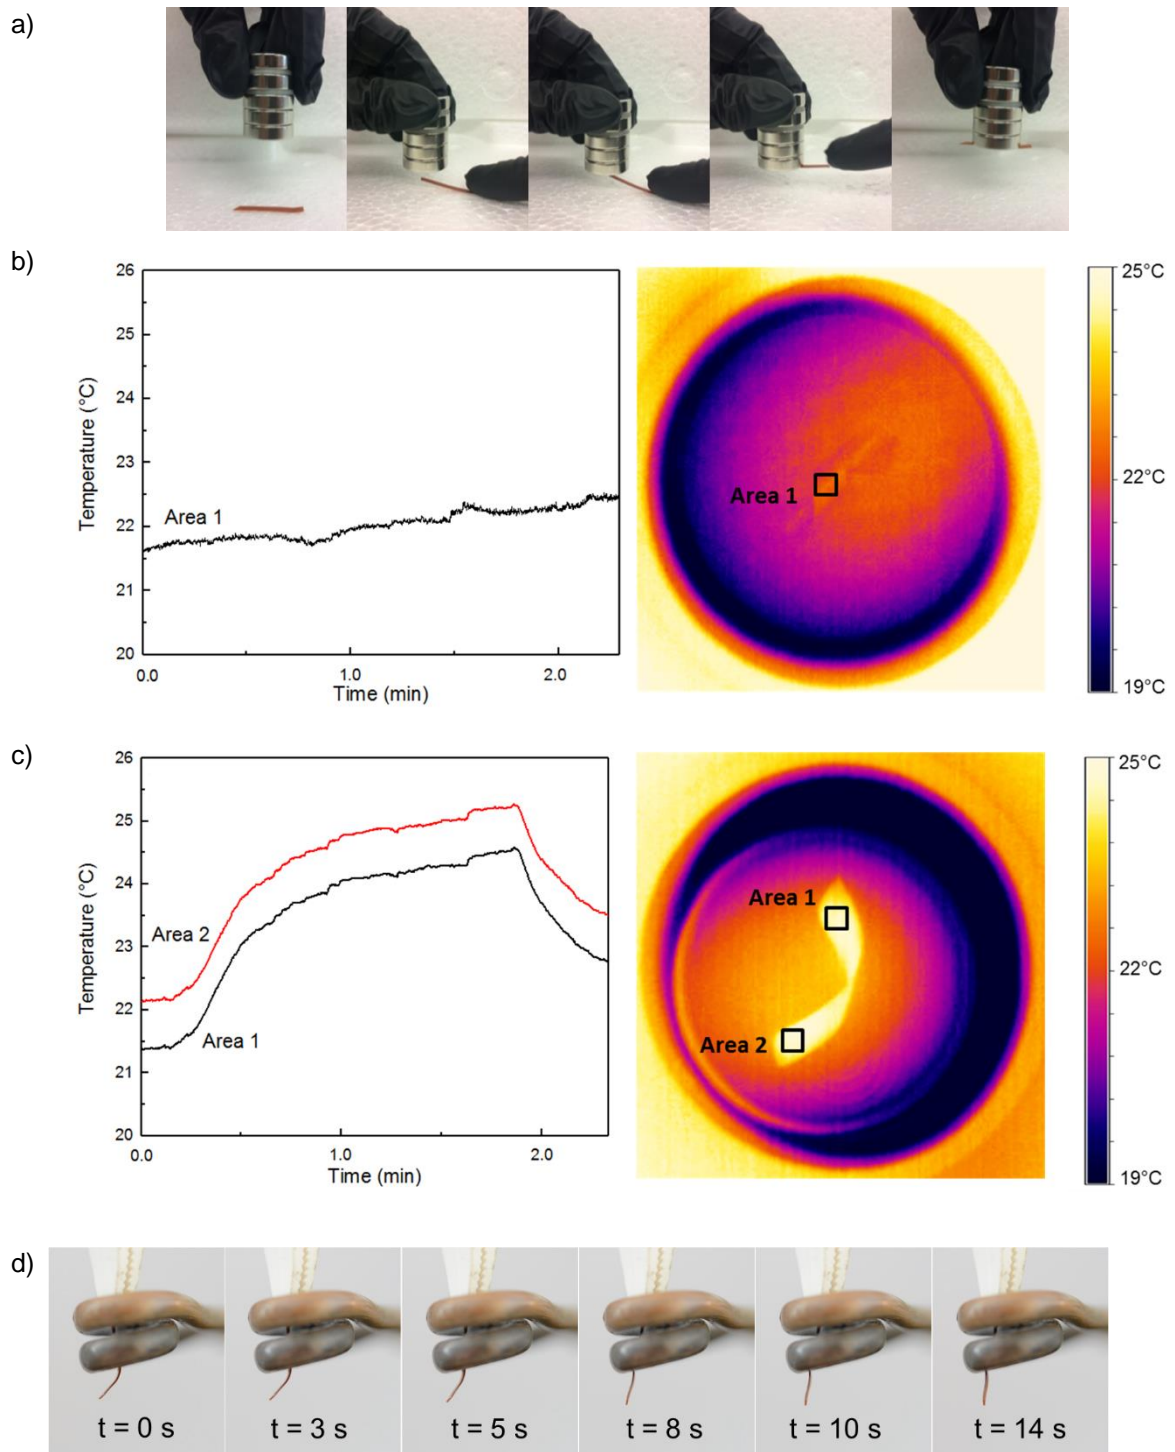 a)
b)
26
25
24
23
22
21
20
Temperature (°C)
Area 1
0.0
1.0
2.0
Time (min)
Area 1
25°C
22°C
19°C
c)
26
25
24
23
22
21
20
Temperature (°C)
Area 2
Area 1
0.0
1.0
2.0
Time (min)
Area 1
Area 2
25°C
22°C
19°C
d)
t = 0 s
t = 3 s
t = 5 s
t = 8 s
t = 10 s
t = 14 s